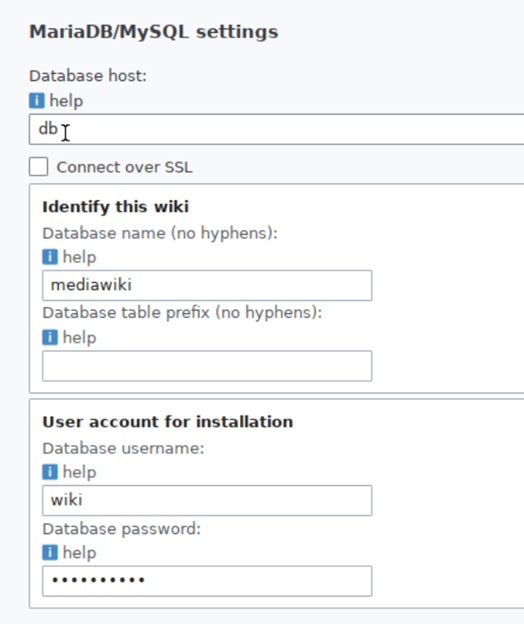 MariaDB/MySQL settings
Database host:
i help
db
Connect over SSL
Identify this wiki
Database name (no hyphens):
i help
mediawiki
Database table prefix (no hyphens):
i help
User account for installation
Database username:
i help
wiki
Database password:
i help
••••••••••